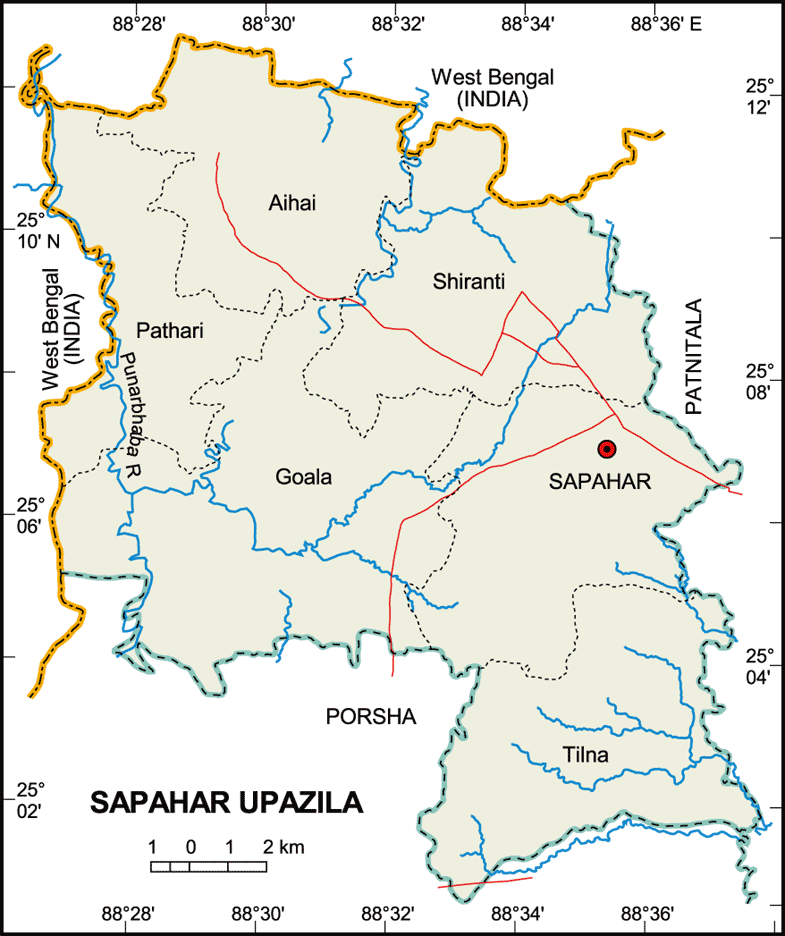 88°28' 88°30' 88°32' 88°34' 88°36' E
West Bengal
(INDIA)
25°
12'
Aihai
25°
10' N
Shiranti
West Bengal
(INDIA)
Pathari
PATNITALA
Punarbhaba R
25°
08'
Goala
SAPAHAR
25°
06'
25°
04'
PORSHA
Tilna
25°
02'
SAPAHAR UPAZILA
1 0 1 2 km
88°28' 88°30' 88°32' 88°34' 88°36'